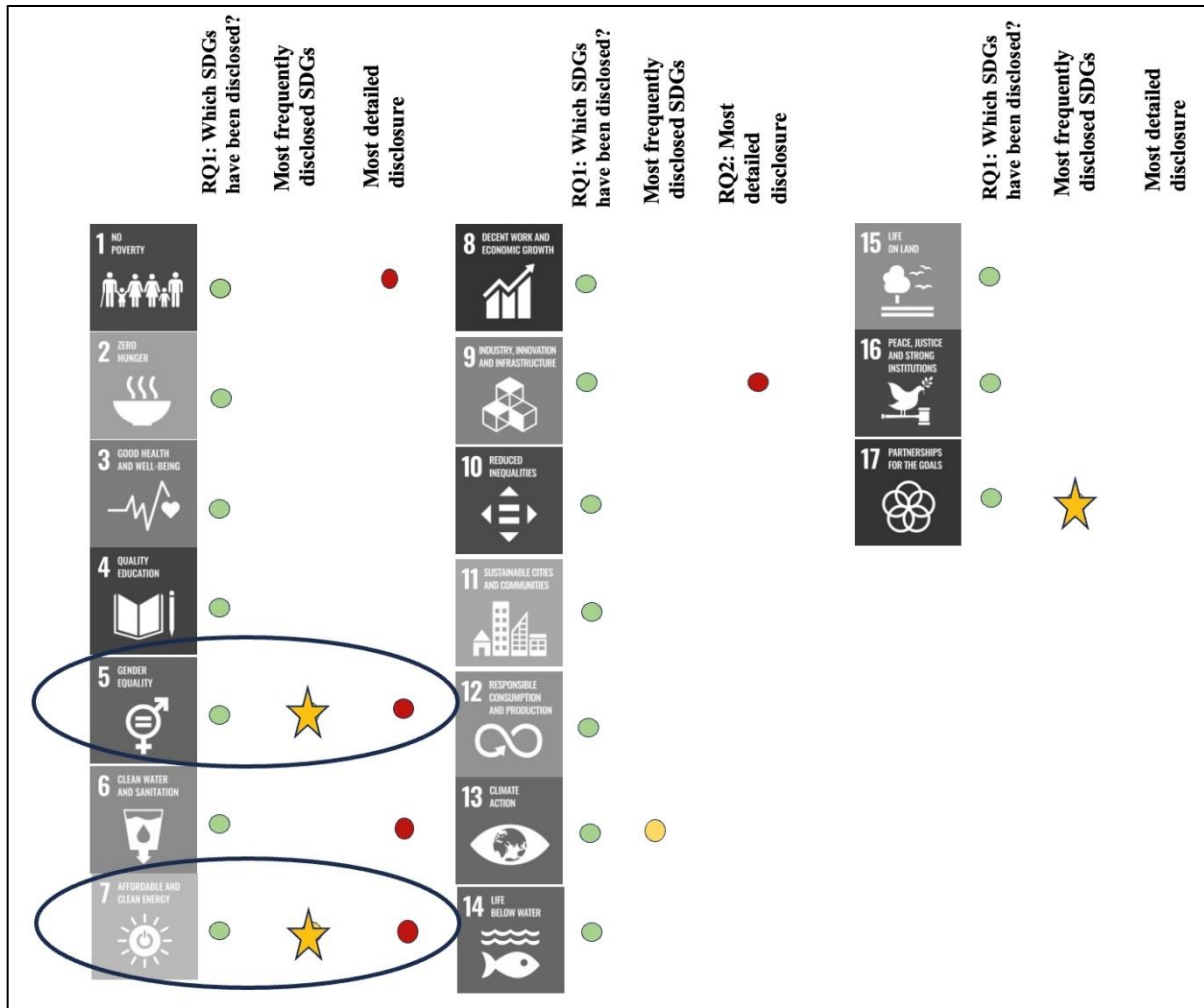 RQ1: Which SDGs
have been disclosed?
Most frequently
disclosed SDGs
Most detailed
disclosure
RQ1: Which SDGs
have been disclosed?
Most frequently
disclosed SDGs
RQ2: Most
detailed
disclosure
RQ1: Which SDGs
have been disclosed?
Most frequently
disclosed SDGs
Most detailed
disclosure
1 NO
POVERTY
2 ZERO
HUNGER
3 GOOD HEALTH
AND WELL-BEING
4 QUALITY
EDUCATION
5 GENDER
EQUALITY
6 CLEAN WATER
AND SANITATION
7 AFFORDABLE AND
CLEAN ENERGY
8 DECENT WORK AND
ECONOMIC GROWTH
9 INDUSTRY, INNOVATION
AND INFRASTRUCTURE
10 REDUCED
INEQUALITIES
11 SUSTAINABLE CITIES
AND COMMUNITIES
12 RESPONSIBLE
CONSUMPTION
AND PRODUCTION
13 CLIMATE
ACTION
14 LIFE
BELOW WATER
15 LIFE
ON LAND
16 PEACE, JUSTICE
AND STRONG
INSTITUTIONS
17 PARTNERSHIPS
FOR THE GOALS